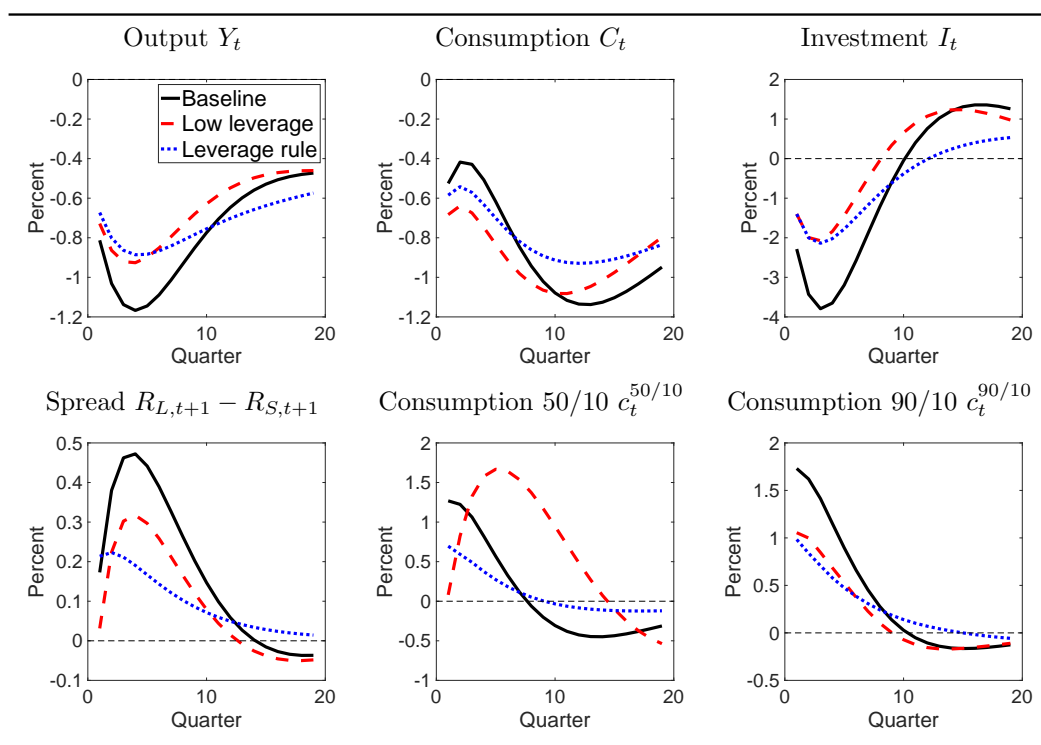 Output Y_t
Consumption C_t
Investment I_t
Percent
0
-0.2
-0.4
-0.6
-0.8
-1
-1.2
Baseline
Low leverage
Leverage rule
0 10 20
Quarter
Percent
0
-0.2
-0.4
-0.6
-0.8
-1
-1.2
0 10 20
Quarter
Percent
2
1
0
-1
-2
-3
-4
0 10 20
Quarter
Spread R_{L,t+1} − R_{S,t+1}
Consumption 50/10 c_t^{50/10}
Consumption 90/10 c_t^{90/10}
Percent
0.5
0.4
0.3
0.2
0.1
0
-0.1
0 10 20
Quarter
Percent
2
1.5
1
0.5
0
-0.5
-1
0 10 20
Quarter
Percent
2
1.5
1
0.5
0
-0.5
0 10 20
Quarter